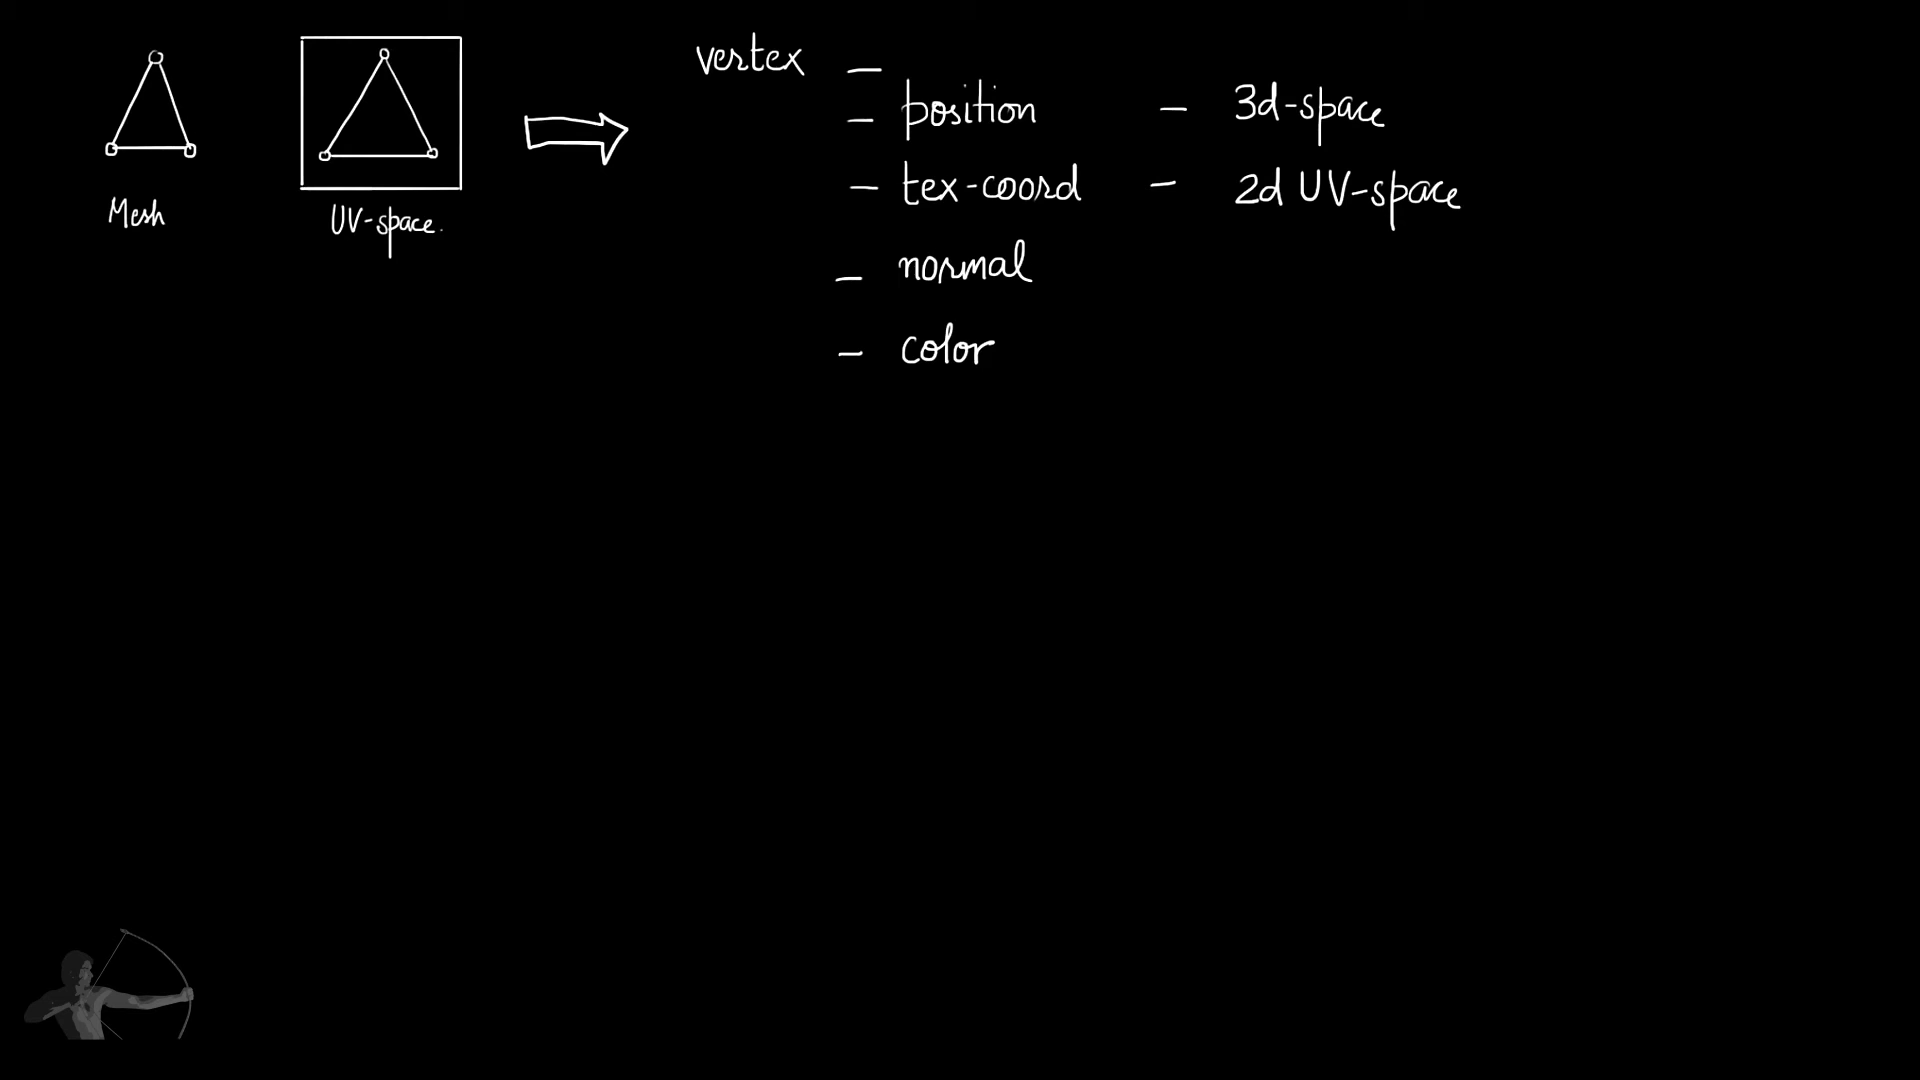 Mesh
UV-space.
vertex —
— position — 3d-space
— tex-coord — 2d UV-space
— normal
— color